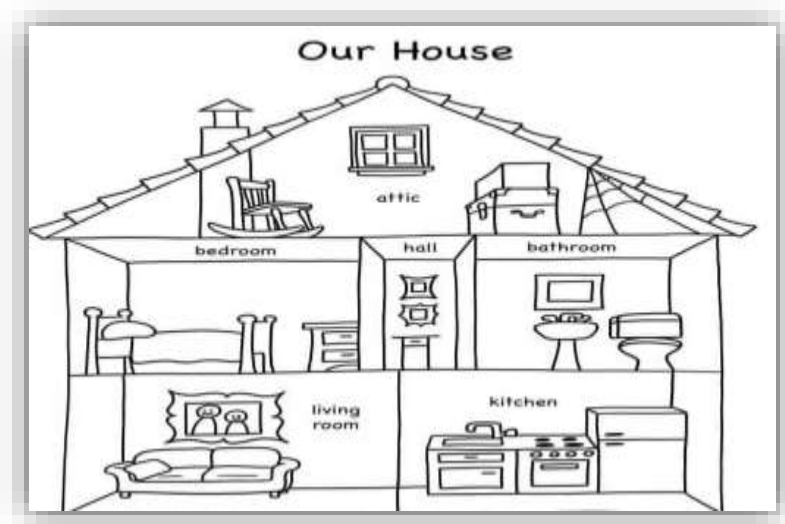 Our House
attic
bedroom
hall
bathroom
living
room
kitchen